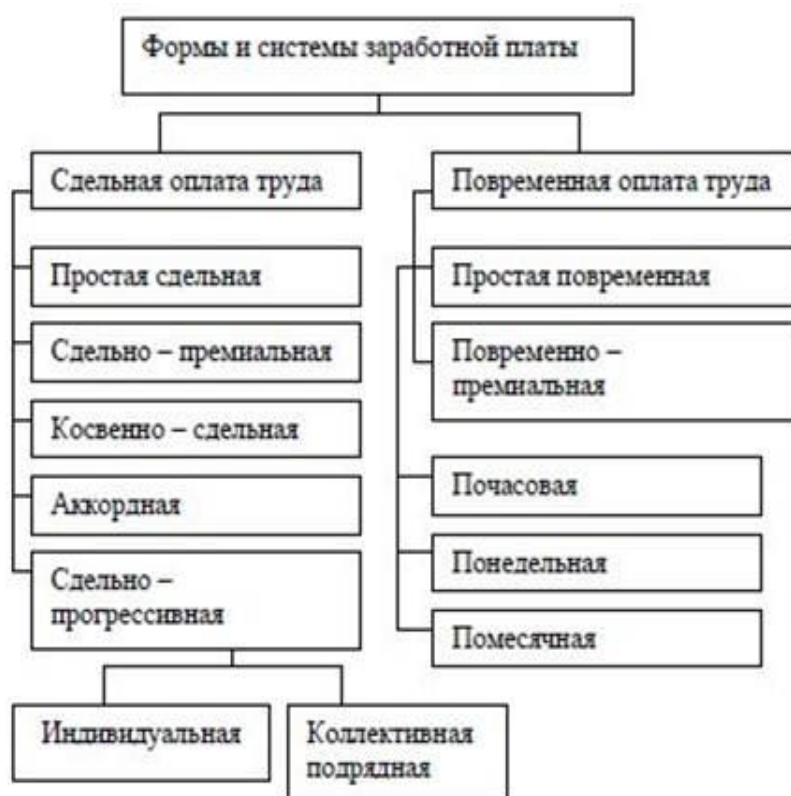 Формы и системы заработной платы
Сдельная оплата труда
Простая сдельная
Сдельно – премиальная
Косвенно – сдельная
Аккордная
Сдельно –
прогрессивная
Индивидуальная
Коллективная
подрядная
Повременная оплата труда
Простая повременная
Повременно –
премиальная
Почасовая
Понедельная
Помесячная